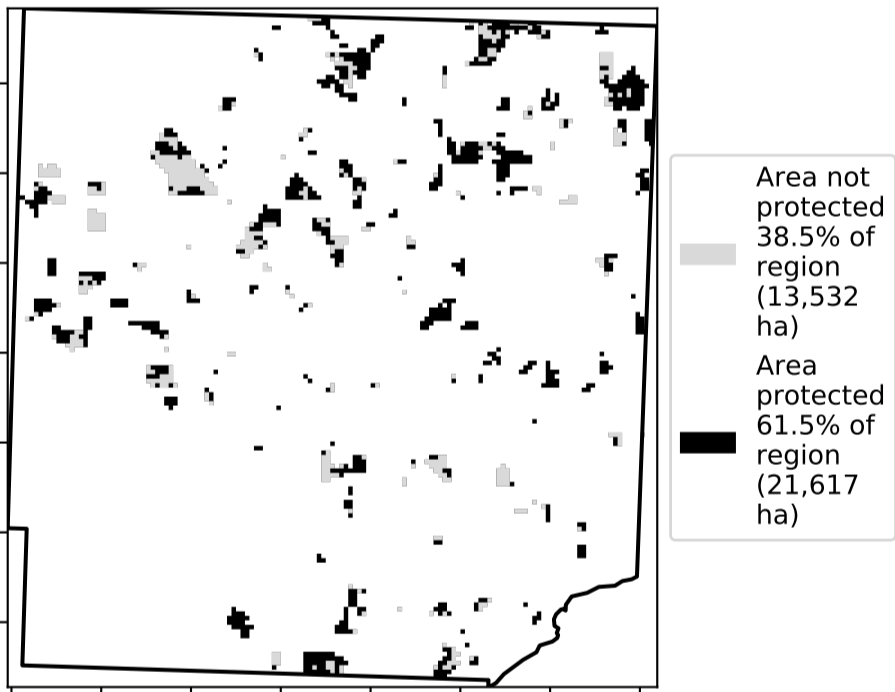 Area not
protected
38.5% of
region
(13,532
ha)
Area
protected
61.5% of
region
(21,617
ha)